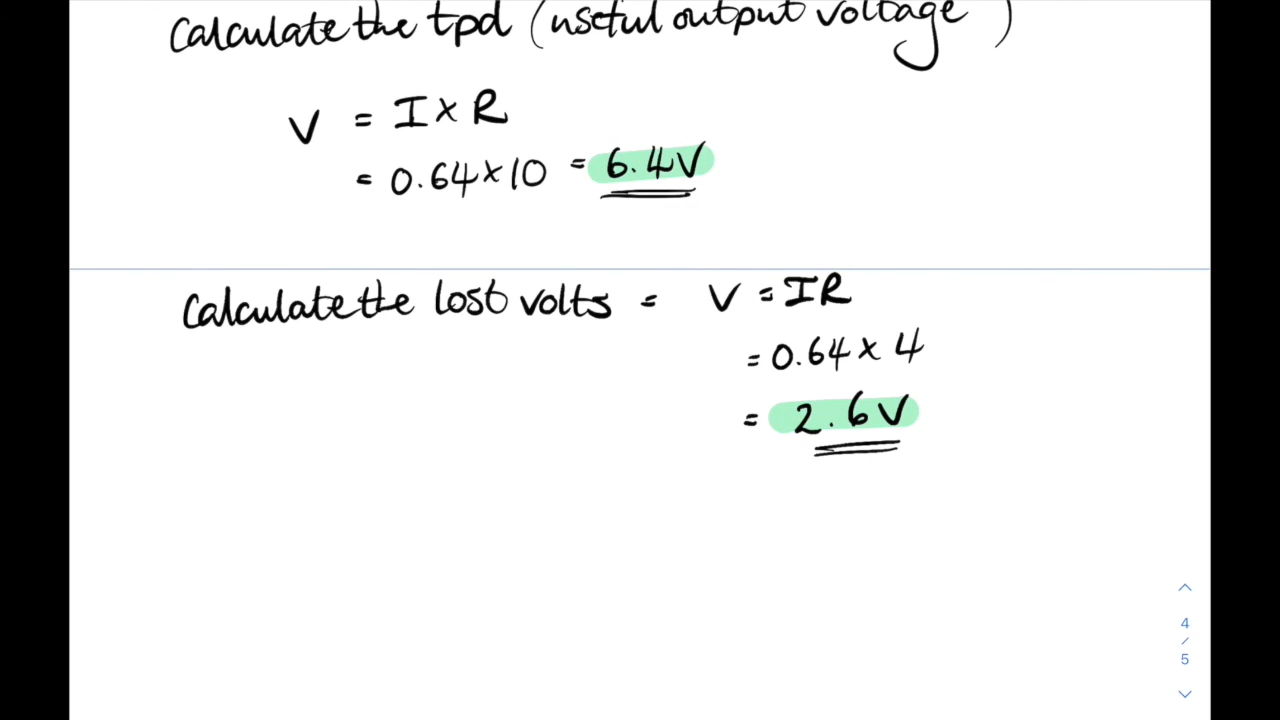 Calculate the tpd (useful output voltage )
V = I x R
= 0.64 x 10 = 6.4V
Calculate the lost volts = V = IR
= 0.64 x 4
= 2.6V
4
/
5